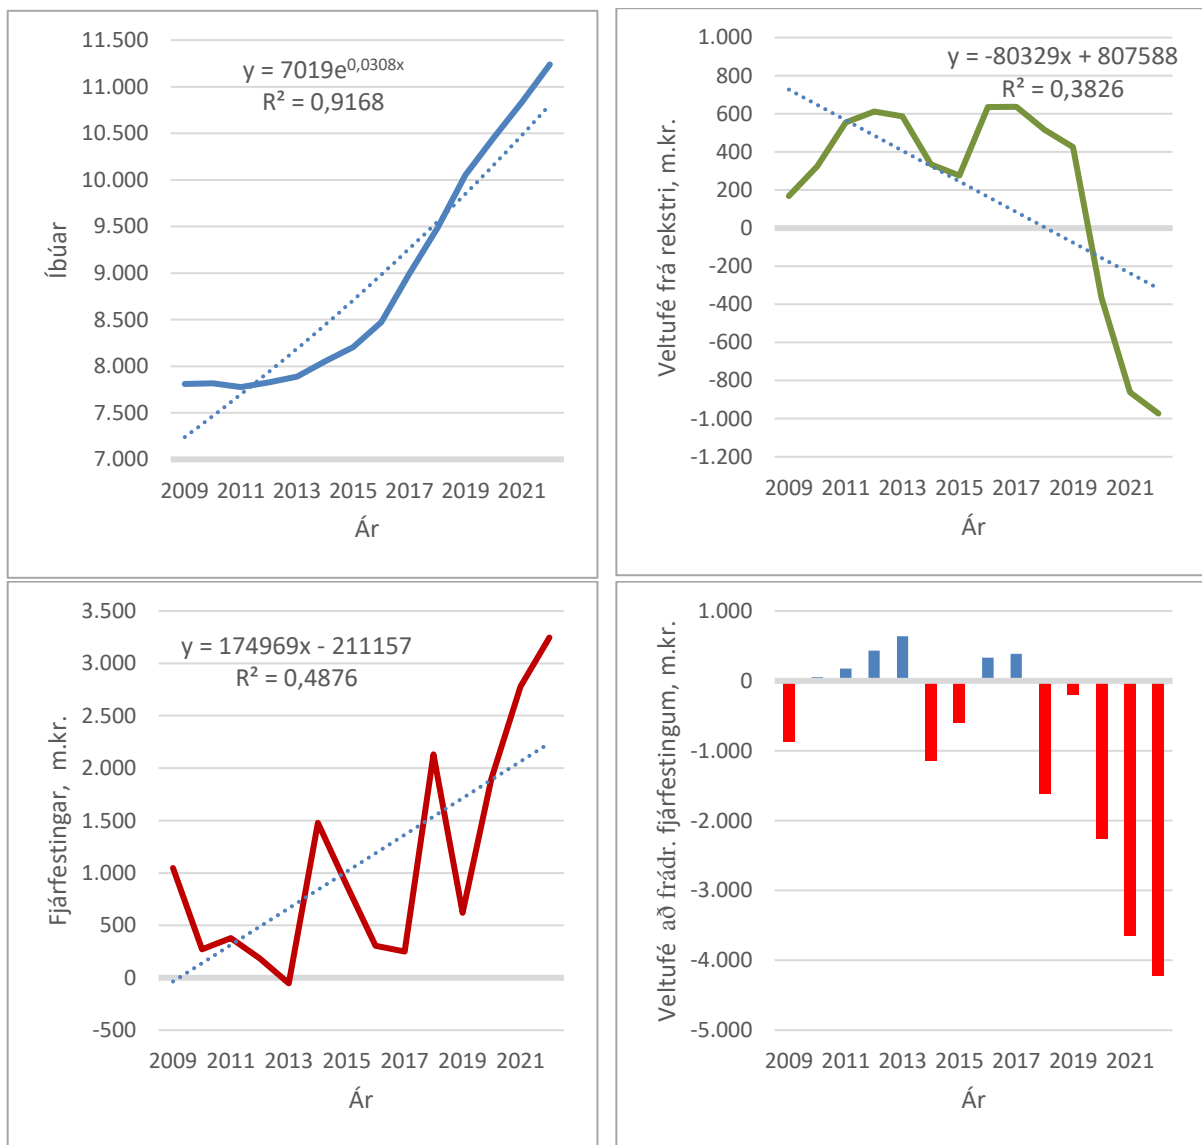 11.500
11.000
10.500
10.000
9.500
9.000
8.500
8.000
7.500
7.000
Íbúar
y = 7019e^0,0308x
R² = 0,9168
2009 2011 2013 2015 2017 2019 2021
Ár
1.000
800
600
400
200
0
-200
-400
-600
-800
-1.000
-1.200
Veltufé frá rekstri, m.kr.
y = -80329x + 807588
R² = 0,3826
2009 2011 2013 2015 2017 2019 2021
Ár
3.500
3.000
2.500
2.000
1.500
1.000
500
0
-500
Fjárfestingar, m.kr.
y = 174969x - 211157
R² = 0,4876
2009 2011 2013 2015 2017 2019 2021
Ár
1.000
0
-1.000
-2.000
-3.000
-4.000
-5.000
Veltufé að frádr. fjárfestingum, m.kr.
2009 2011 2013 2015 2017 2019 2021
Ár